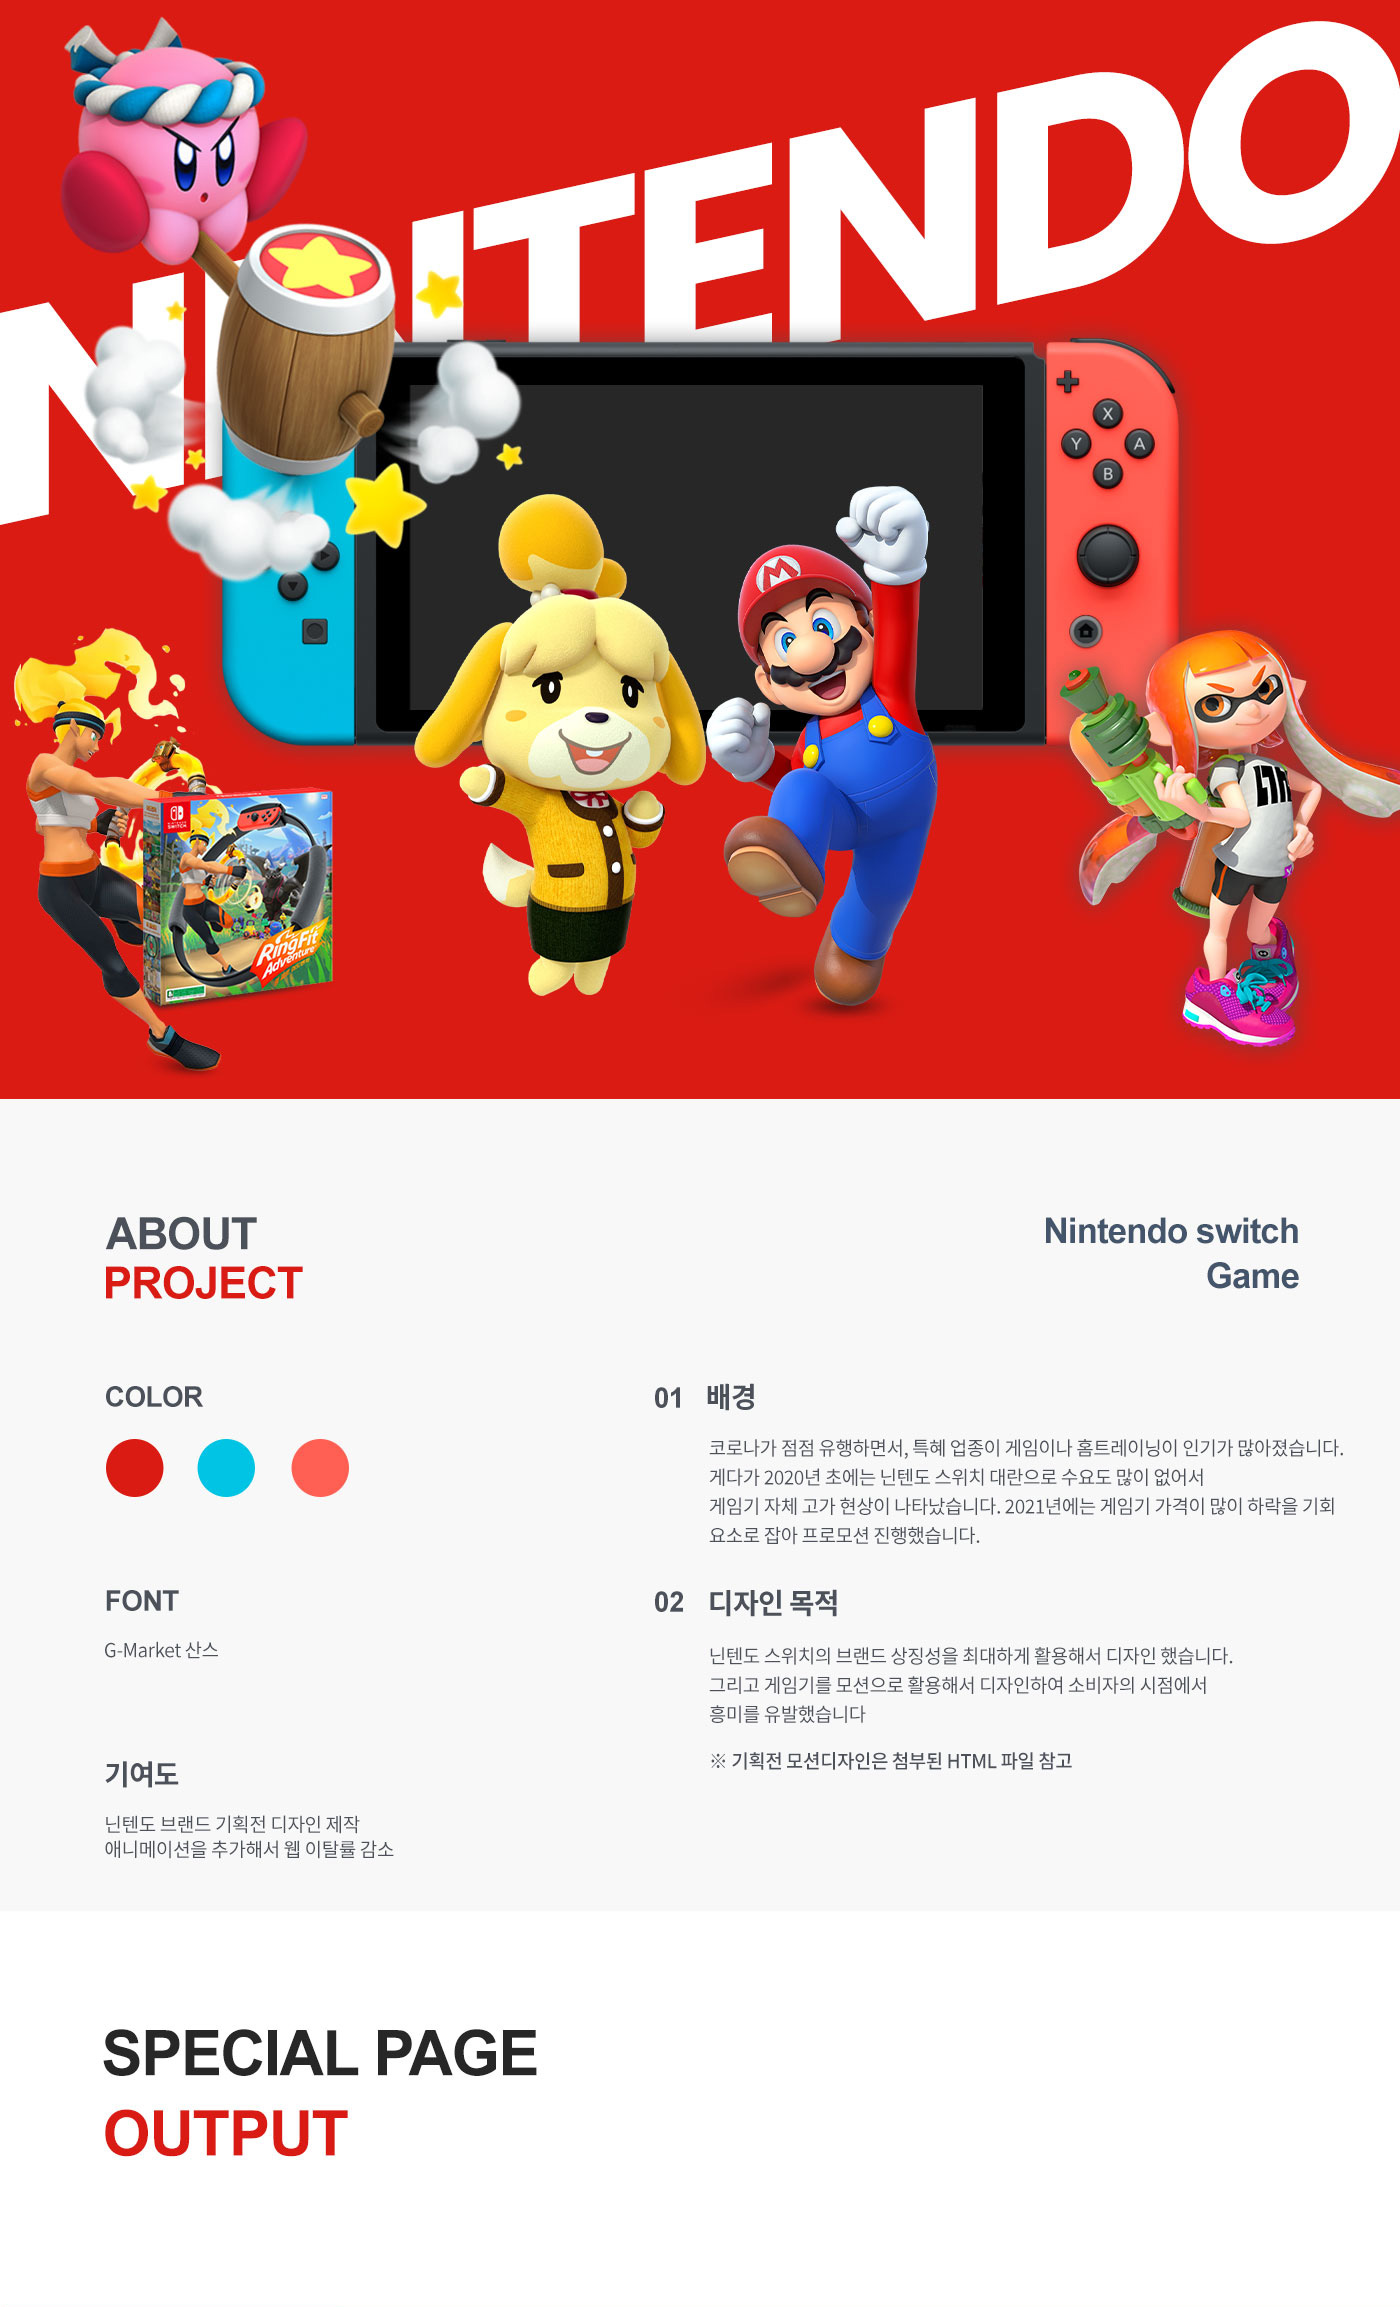 NINTENDO
X
Y
A
B
M
NINTENDO
SWITCH
RingFit
Adventure
ABOUT
PROJECT
Nintendo switch
Game
COLOR
01 배경
코로나가 점점 유행하면서, 특혜 업종이 게임이나 홈트레이닝이 인기가 많아졌습니다.
게다가 2020년 초에는 닌텐도 스위치 대란으로 수요도 많이 없어서
게임기 자체 고가 현상이 나타났습니다. 2021년에는 게임기 가격이 많이 하락을 기회
요소로 잡아 프로모션 진행했습니다.
FONT
G-Market 산스
02 디자인 목적
닌텐도 스위치의 브랜드 상징성을 최대하게 활용해서 디자인 했습니다.
그리고 게임기를 모션으로 활용해서 디자인하여 소비자의 시점에서
흥미를 유발했습니다
※ 기획전 모션디자인은 첨부된 HTML 파일 참고
기여도
닌텐도 브랜드 기획전 디자인 제작
애니메이션을 추가해서 웹 이탈률 감소
SPECIAL PAGE
OUTPUT